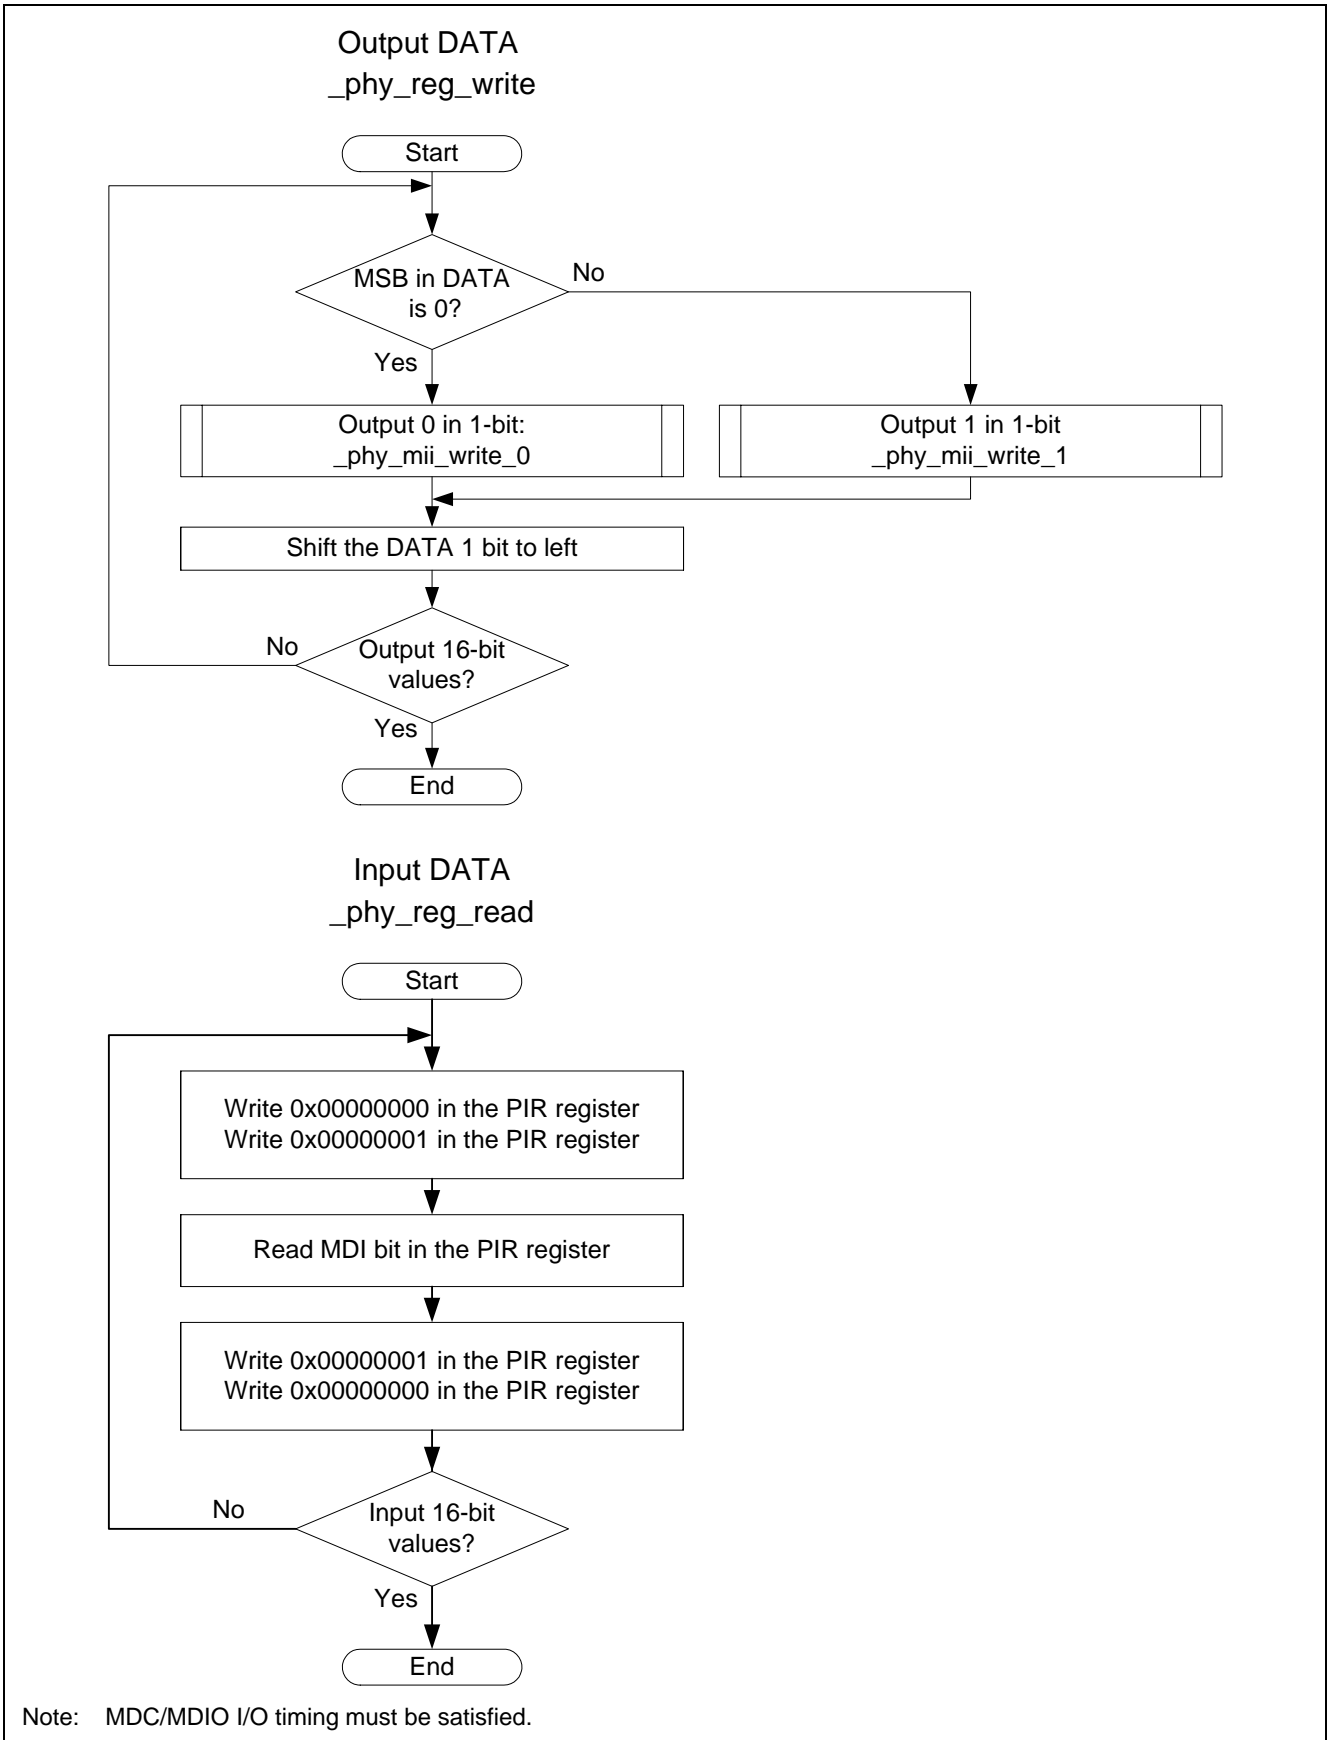 Output DATA
_phy_reg_write
Start
MSB in DATA
is 0?
No
Yes
Output 0 in 1-bit:
_phy_mii_write_0
Output 1 in 1-bit
_phy_mii_write_1
Shift the DATA 1 bit to left
No
Output 16-bit
values?
Yes
End
Input DATA
_phy_reg_read
Start
Write 0x00000000 in the PIR register
Write 0x00000001 in the PIR register
Read MDI bit in the PIR register
Write 0x00000001 in the PIR register
Write 0x00000000 in the PIR register
No
Input 16-bit
values?
Yes
End
Note: MDC/MDIO I/O timing must be satisfied.